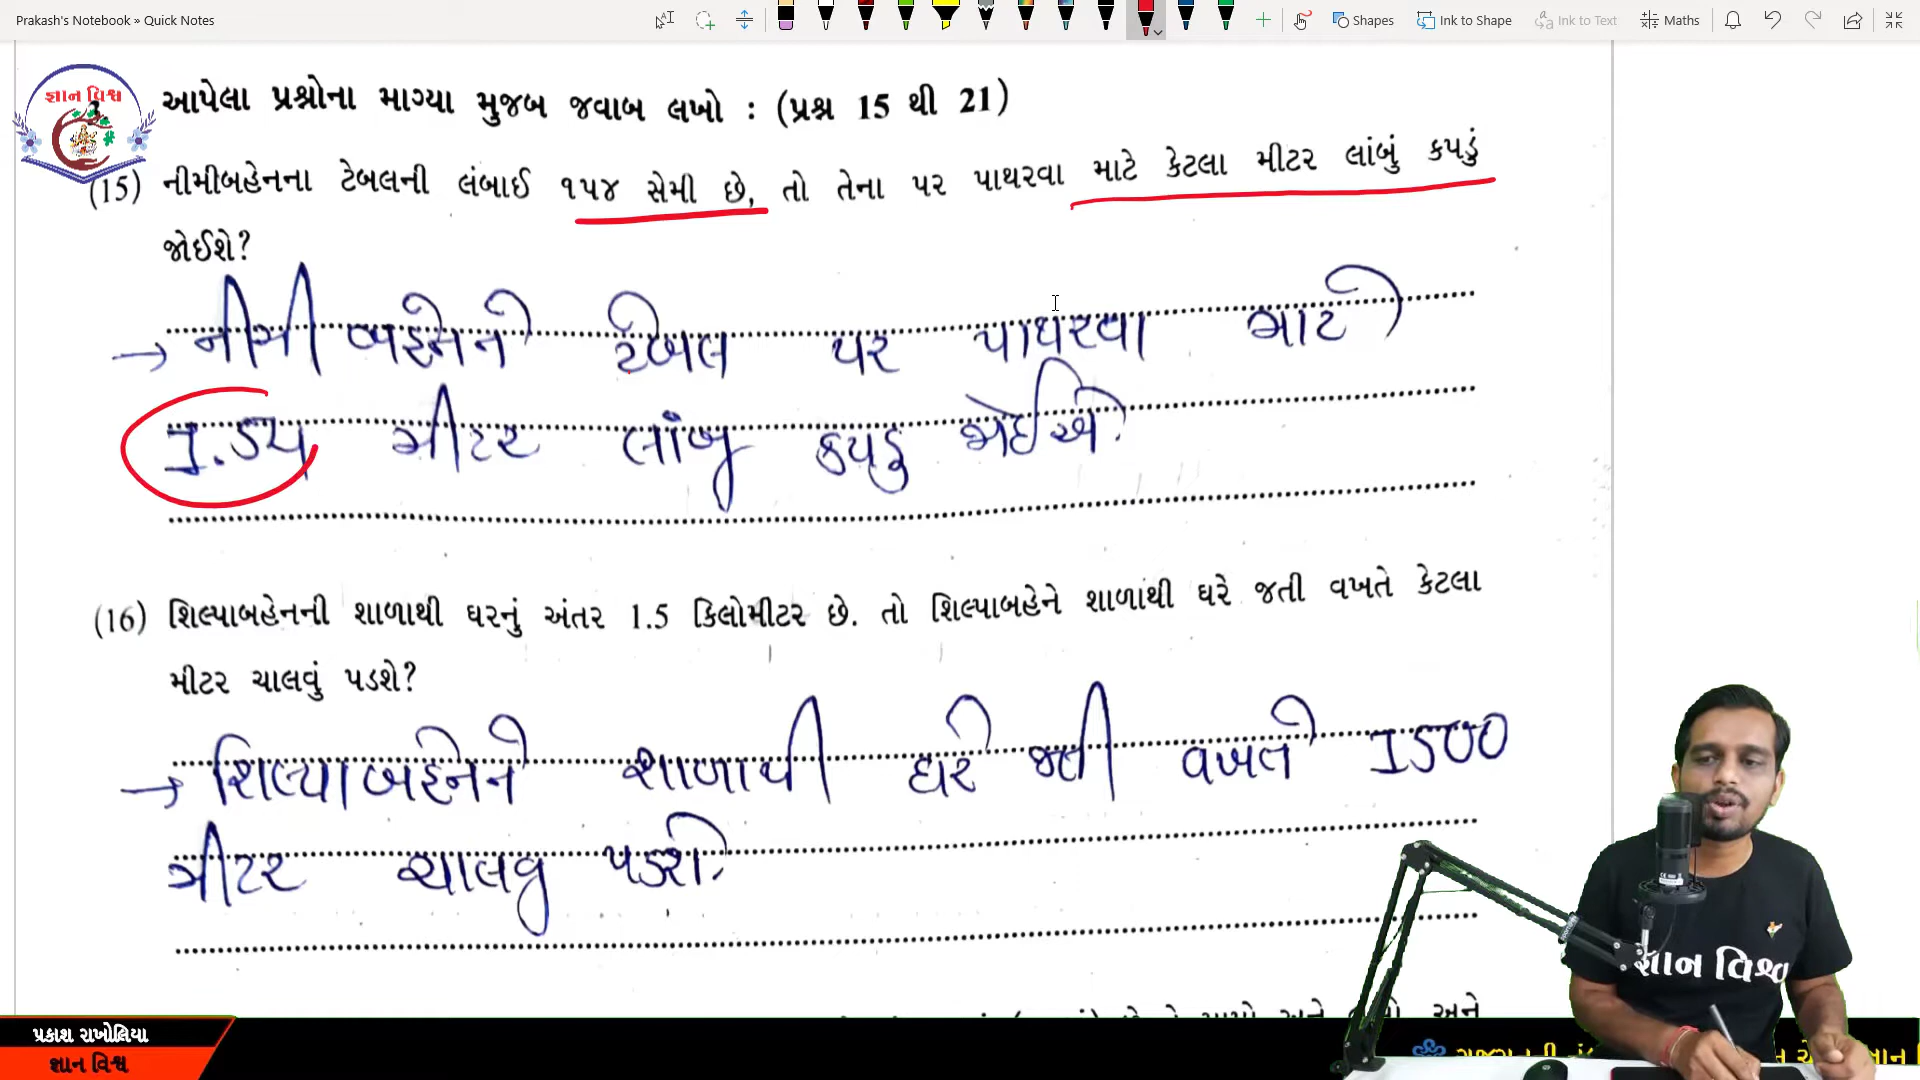 Prakash's Notebook » Quick Notes
Shapes
Ink to Shape
Ink to Text
Maths
જ્ઞાન વિશ્વ
આપેલા પ્રશ્નોના માગ્યા મુજબ જવાબ લખો : (પ્રશ્ન 15 થી 21)
(15) નીમીબહેનના ટેબલની લંબાઈ ૧૫૪ સેમી છે, તો તેના પર પાથરવા માટે કેટલા મીટર લાંબું કપડું
જોઈશે?
→ નીમી બહેનને ટેબલ પર પાથરવા માટે
1.54 મીટર લાંબુ કપડુ જોઈએ.
(16) શિલ્પાબહેનની શાળાથી ઘરનું અંતર 1.5 કિલોમીટર છે. તો શિલ્પાબહેને શાળાથી ઘરે જતી વખતે કેટલા
મીટર ચાલવું પડશે?
→ શિલ્પાબહેનને શાળાથી ઘરે જતી વખતે 1500
મીટર ચાલવુ પડશે.
જ્ઞાન વિશ્વ
પ્રકાશ રાખોલિયા
જ્ઞાન વિશ્વ